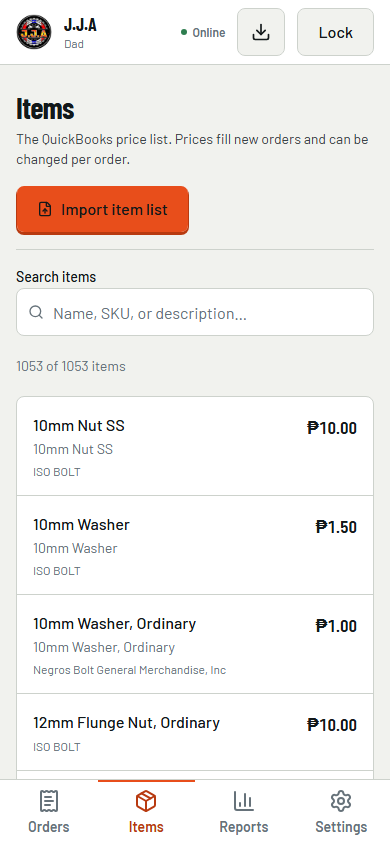 J.J.A
J.J.A
Dad
Online
Lock
Items
The QuickBooks price list. Prices fill new orders and can be
changed per order.
Import item list
Search items
Name, SKU, or description...
1053 of 1053 items
10mm Nut SS
₱10.00
10mm Nut SS
ISO BOLT
10mm Washer
₱1.50
10mm Washer
ISO BOLT
10mm Washer, Ordinary
₱1.00
10mm Washer, Ordinary
Negros Bolt General Merchandise, Inc
12mm Flunge Nut, Ordinary
₱10.00
ISO BOLT
Orders
Items
Reports
Settings